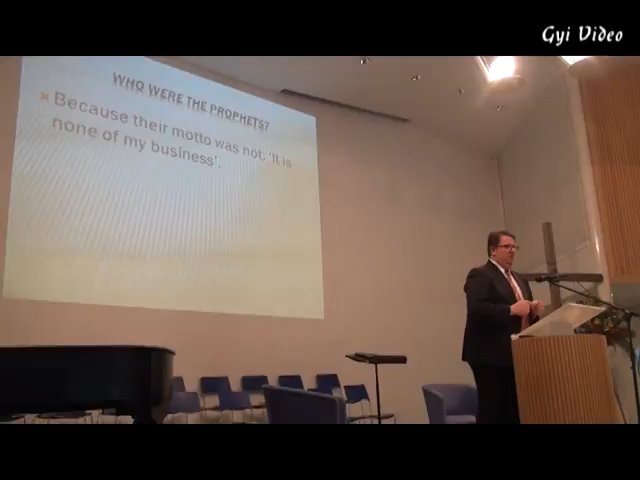 Gyi Video
WHO WERE THE PROPHETS?
Because their motto was not: 'It is
none of my business'.